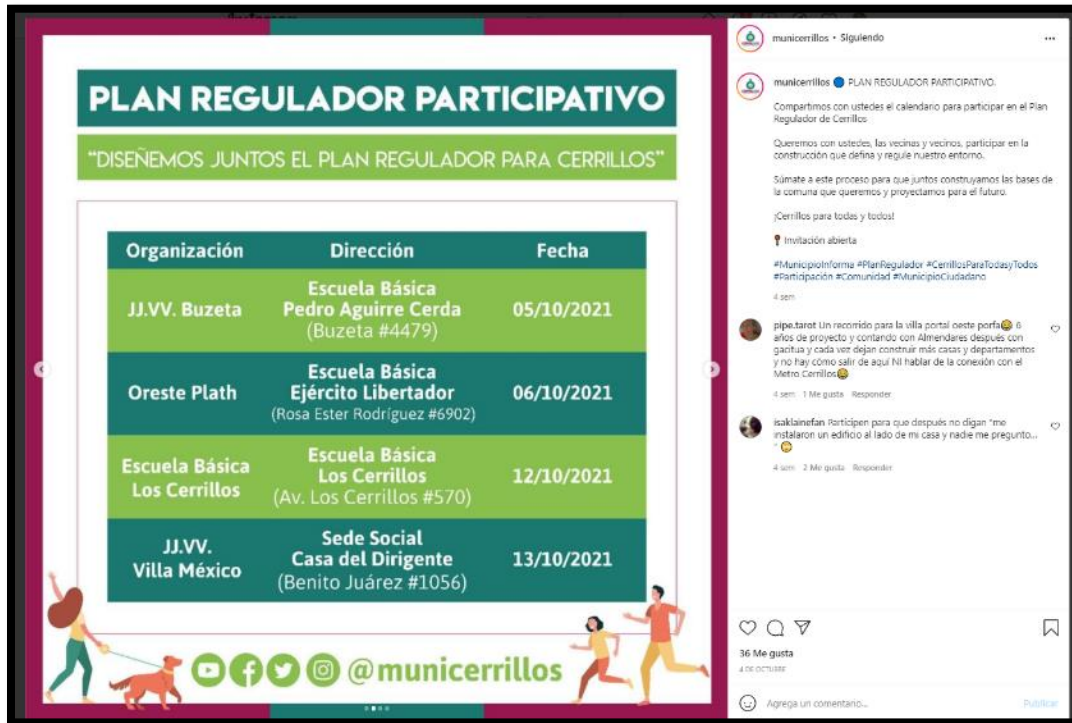 PLAN REGULADOR PARTICIPATIVO
“DISEÑEMOS JUNTOS EL PLAN REGULADOR PARA CERRILLOS”
Organización Dirección Fecha
JJ.VV. Buzeta
Escuela Básica
Pedro Aguirre Cerda
(Buzeta #4479)
05/10/2021
Oreste Plath
Escuela Básica
Ejército Libertador
(Rosa Ester Rodríguez #6902)
06/10/2021
Escuela Básica
Los Cerrillos
Escuela Básica
Los Cerrillos
(Av. Los Cerrillos #570)
12/10/2021
JJ.VV.
Villa México
Sede Social
Casa del Dirigente
(Benito Juárez #1056)
13/10/2021
@municerrillos
municerrillos • Siguiendo
municerrillos PLAN REGULADOR PARTICIPATIVO.
Compartimos con ustedes el calendario para participar en el Plan
Regulador de Cerrillos
Queremos con ustedes, las vecinas y vecinos, participar en la
construcción que defina y regule nuestro entorno.
Súmate a este proceso para que juntos construyamos las bases de
la comuna que queremos y proyectamos para el futuro.
¡Cerrillos para todas y todos!
Invitación abierta
#MunicipioInforma #PlanRegulador #CerrillosParaTodasyTodos
#Participación #Comunidad #MunicipioCiudadano
4 sem
pipe.tarot Un recorrido para la villa portal oeste porfa 6
años de proyecto y contando con Almendares después con
gacitua y cada vez dejan construir más casas y departamentos
y no hay cómo salir de aquí NI hablar de la conexión con el
Metro Cerrillos
4 sem 1 Me gusta Responder
isaklainefan Participen para que después no digan "me
instalaron un edificio al lado de mi casa y nadie me pregunto...
"
4 sem 2 Me gusta Responder
36 Me gusta
4 DE OCTUBRE
Agrega un comentario... Publicar